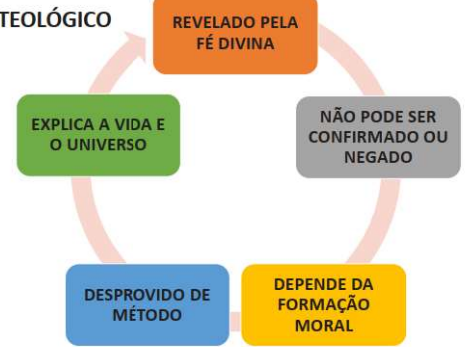 TEOLÓGICO
REVELADO PELA
FÉ DIVINA
NÃO PODE SER
CONFIRMADO OU
NEGADO
DEPENDE DA
FORMAÇÃO
MORAL
DESPROVIDO DE
MÉTODO
EXPLICA A VIDA E
O UNIVERSO